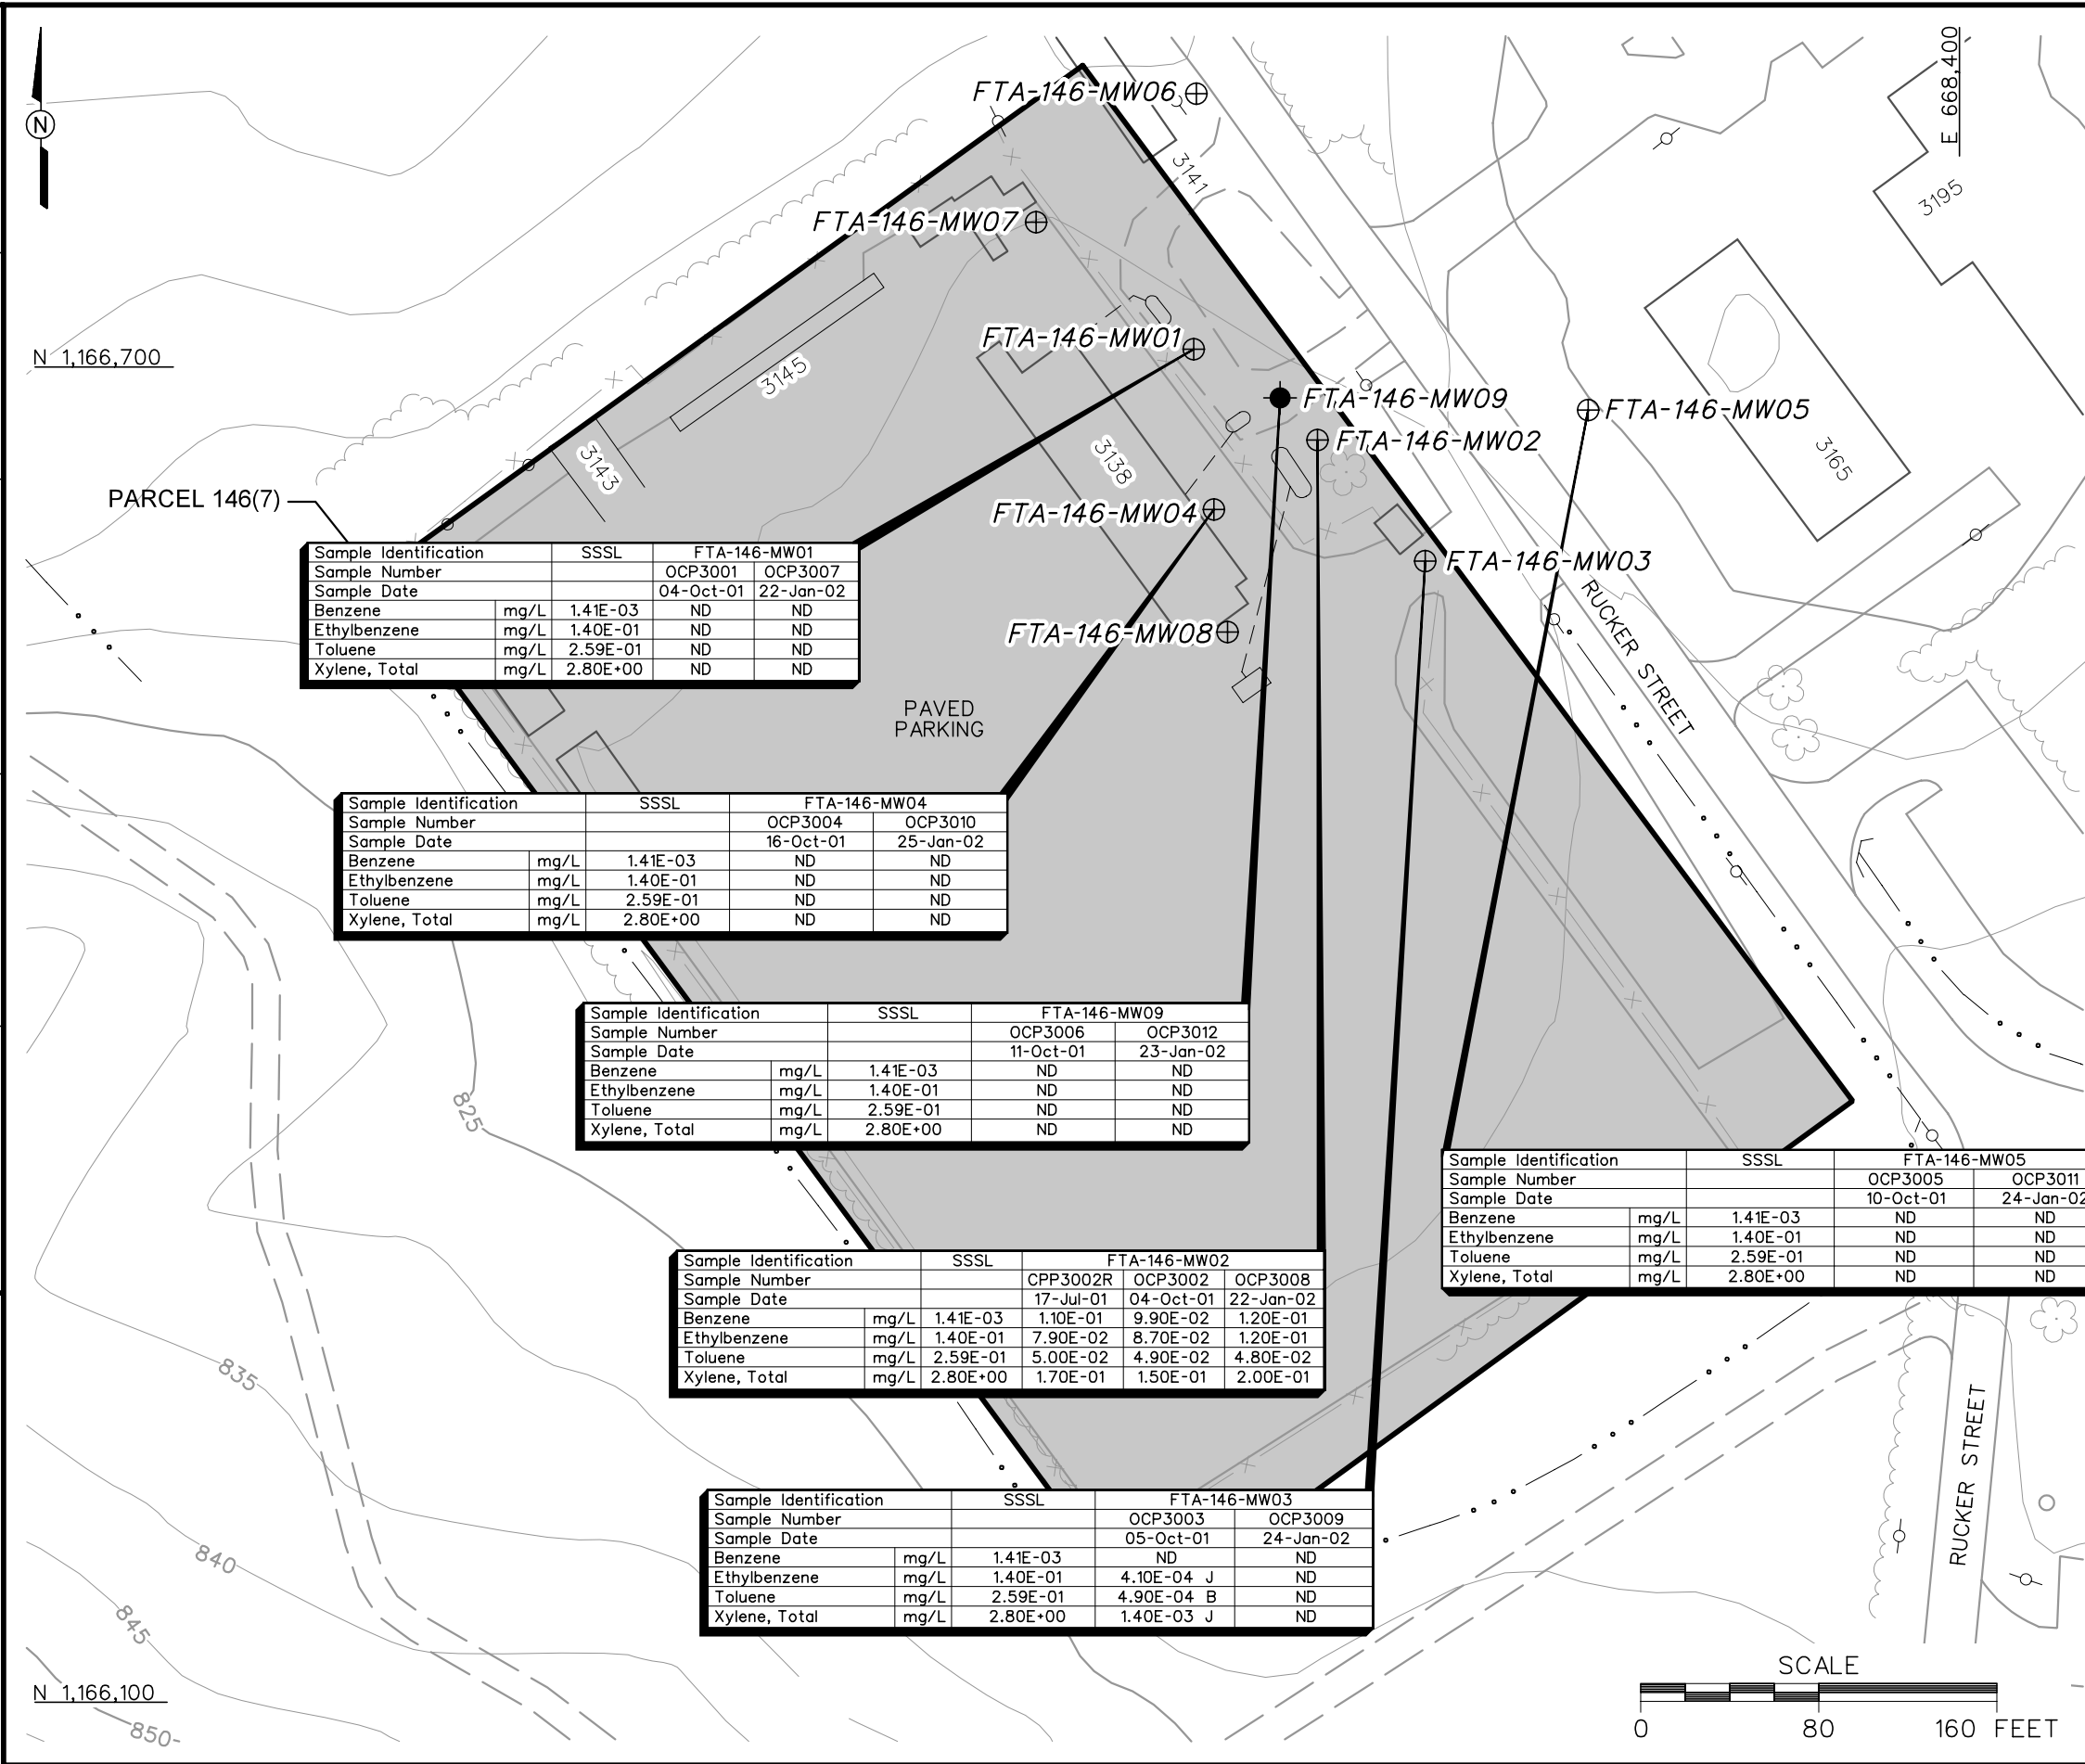 FTA-146-MW06
E 668,400
N
3141
3195
FTA-146-MW07
FTA-146-MW01
N 1,166,700
3145
FTA-146-MW09
FTA-146-MW05
FTA-146-MW02
3143
3138
3165
PARCEL 146(7)
FTA-146-MW04
FTA-146-MW03
RUCKER STREET
FTA-146-MW08
Sample Identification SSSL FTA-146-MW01
Sample Number OCP3001 OCP3007
Sample Date 04-Oct-01 22-Jan-02
Benzene mg/L 1.41E-03 ND ND
Ethylbenzene mg/L 1.40E-01 ND ND
Toluene mg/L 2.59E-01 ND ND
Xylene, Total mg/L 2.80E+00 ND ND
PAVED
PARKING
Sample Identification SSSL FTA-146-MW04
Sample Number OCP3004 OCP3010
Sample Date 16-Oct-01 25-Jan-02
Benzene mg/L 1.41E-03 ND ND
Ethylbenzene mg/L 1.40E-01 ND ND
Toluene mg/L 2.59E-01 ND ND
Xylene, Total mg/L 2.80E+00 ND ND
Sample Identification SSSL FTA-146-MW09
Sample Number OCP3006 OCP3012
Sample Date 11-Oct-01 23-Jan-02
Benzene mg/L 1.41E-03 ND ND
Ethylbenzene mg/L 1.40E-01 ND ND
Toluene mg/L 2.59E-01 ND ND
Xylene, Total mg/L 2.80E+00 ND ND
825
Sample Identification SSSL FTA-146-MW05
Sample Number OCP3005 OCP3011
Sample Date 10-Oct-01 24-Jan-02
Benzene mg/L 1.41E-03 ND ND
Ethylbenzene mg/L 1.40E-01 ND ND
Toluene mg/L 2.59E-01 ND ND
Xylene, Total mg/L 2.80E+00 ND ND
Sample Identification SSSL FTA-146-MW02
Sample Number CPP3002R OCP3002 OCP3008
Sample Date 17-Jul-01 04-Oct-01 22-Jan-02
Benzene mg/L 1.41E-03 1.10E-01 9.90E-02 1.20E-01
Ethylbenzene mg/L 1.40E-01 7.90E-02 8.70E-02 1.20E-01
Toluene mg/L 2.59E-01 5.00E-02 4.90E-02 4.80E-02
Xylene, Total mg/L 2.80E+00 1.70E-01 1.50E-01 2.00E-01
835
RUCKER STREET
Sample Identification SSSL FTA-146-MW03
Sample Number OCP3003 OCP3009
Sample Date 05-Oct-01 24-Jan-02
Benzene mg/L 1.41E-03 ND ND
Ethylbenzene mg/L 1.40E-01 4.10E-04 J ND
Toluene mg/L 2.59E-01 4.90E-04 B ND
Xylene, Total mg/L 2.80E+00 1.40E-03 J ND
840
845
N 1,166,100
850
SCALE
0 80 160 FEET